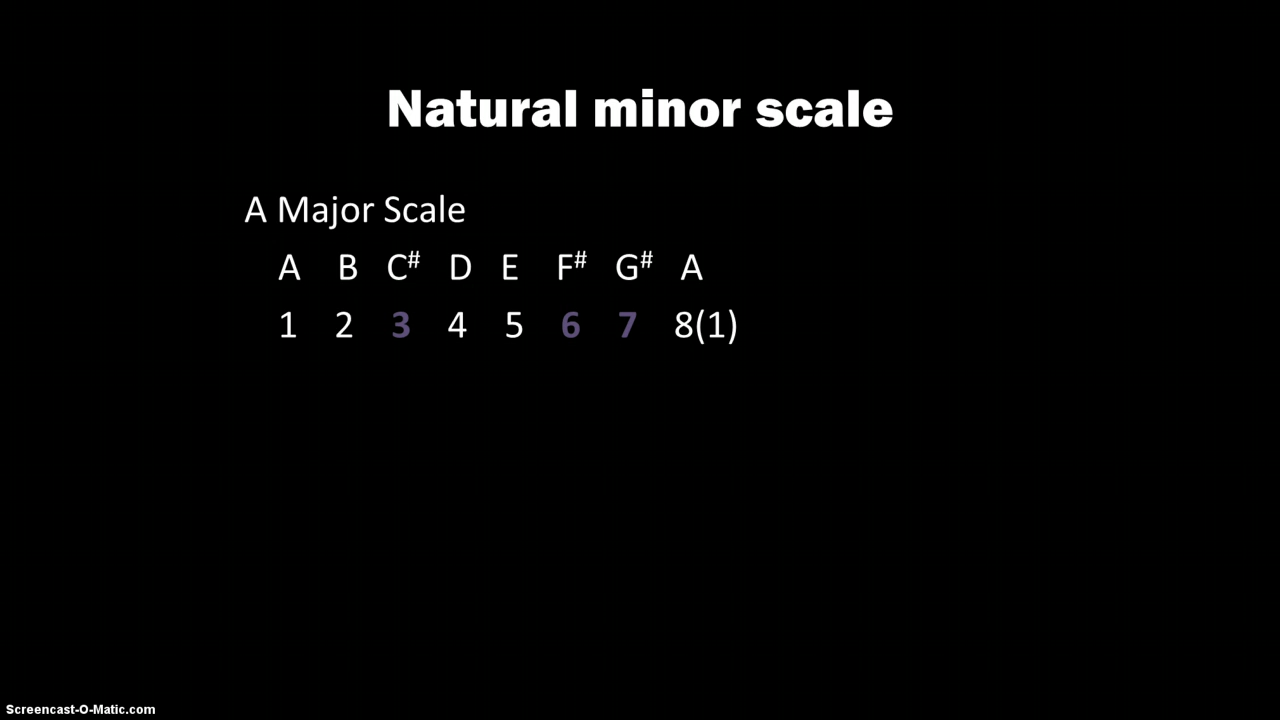 Natural minor scale
A Major Scale
A B C# D E F# G# A
1 2 3 4 5 6 7 8(1)
Screencast-O-Matic.com